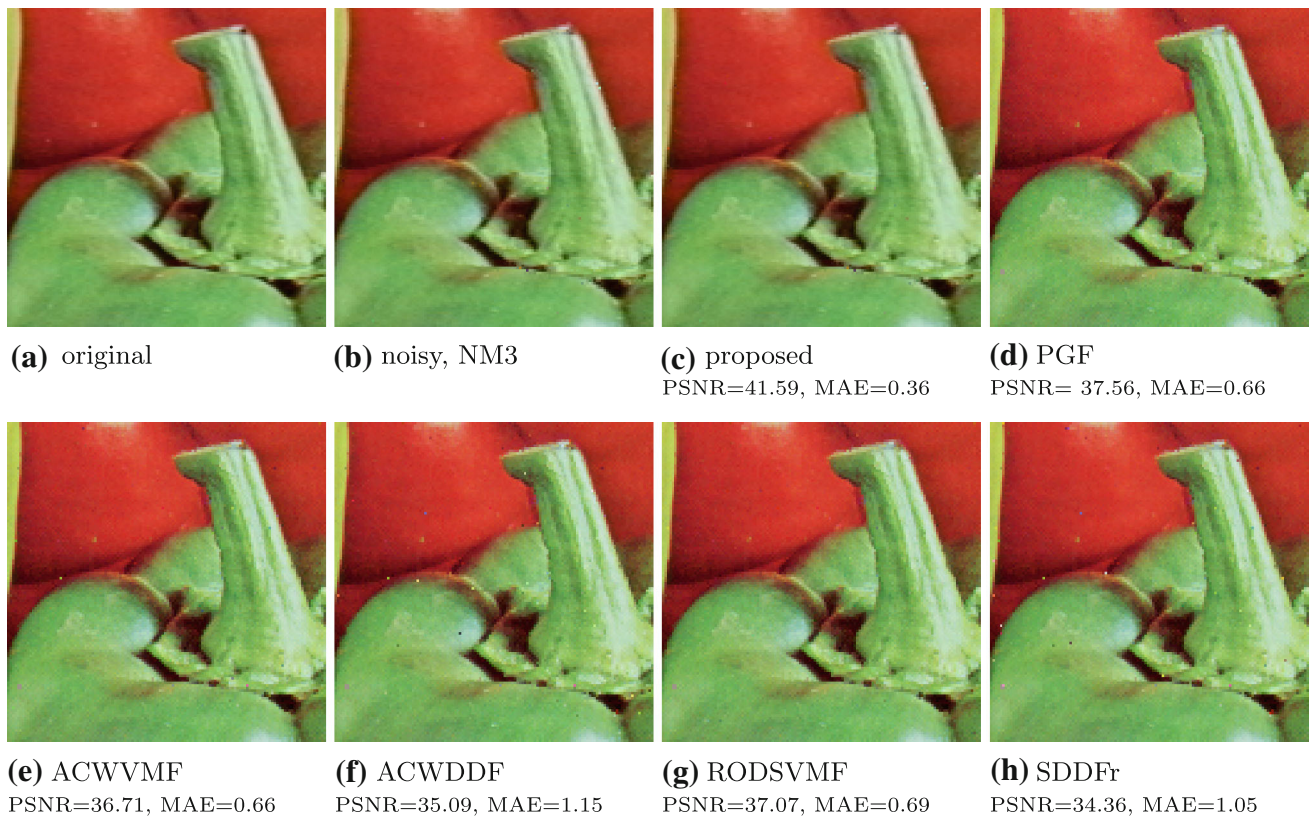 (a) original
(b) noisy, NM3
(c) proposed
PSNR=41.59, MAE=0.36
(d) PGF
PSNR= 37.56, MAE=0.66
(e) ACWVMF
PSNR=36.71, MAE=0.66
(f) ACWDDF
PSNR=35.09, MAE=1.15
(g) RODSVMF
PSNR=37.07, MAE=0.69
(h) SDDFr
PSNR=34.36, MAE=1.05